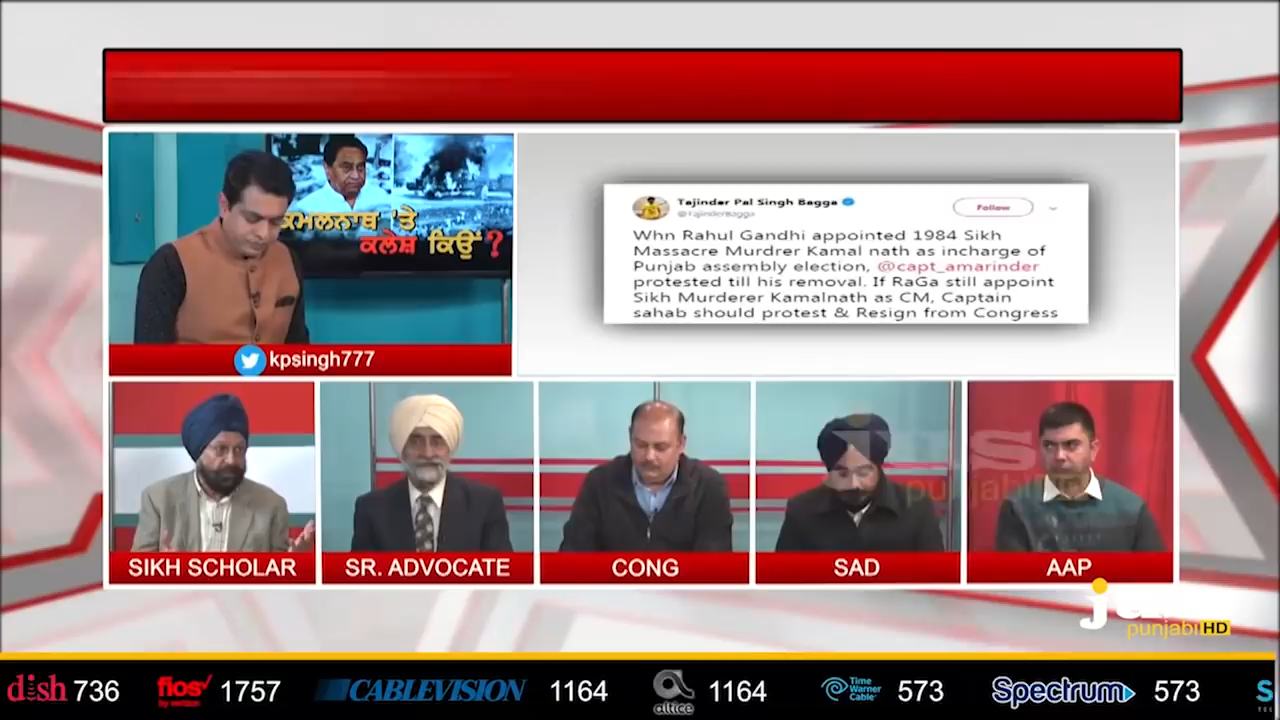 ਕਮਲਨਾਥ 'ਤੇ
ਕਲੇਸ਼ ਕਿਉਂ?
kpsingh777
Tajinder Pal Singh Bagga
@TajinderBagga
Follow
Whn Rahul Gandhi appointed 1984 Sikh
Massacre Murdrer Kamal nath as incharge of
Punjab assembly election, @capt_amarinder
protested till his removal. If RaGa still appoint
Sikh Murderer Kamalnath as CM, Captain
sahab should protest & Resign from Congress
SIKH SCHOLAR
SR. ADVOCATE
CONG
SAD
AAP
punjabi HD
dish 736
fios by verizon 1757
CABLEVISION 1164
altice 1164
Time Warner Cable 573
Spectrum 573